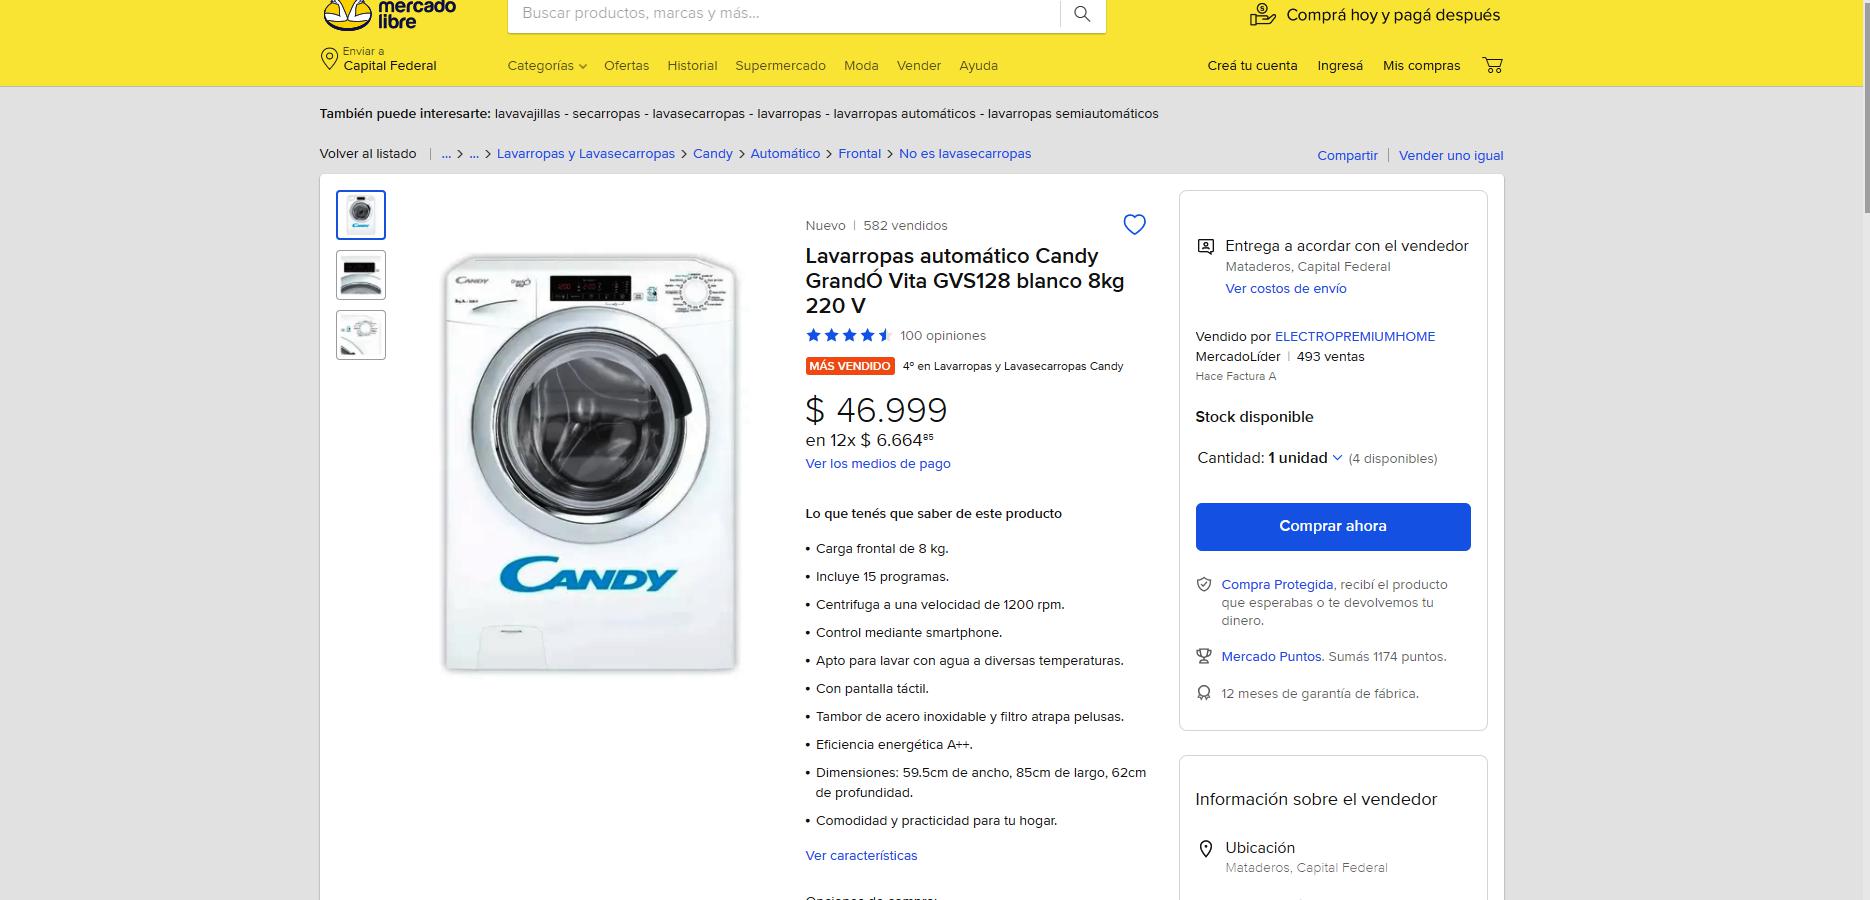 mercado
libre
Buscar productos, marcas y más...
Comprá hoy y pagá después
Enviar a
Capital Federal
Categorías Ofertas Historial Supermercado Moda Vender Ayuda
Creá tu cuenta Ingresá Mis compras
También puede interesarte: lavavajillas - secarropas - lavasecarropas - lavarropas - lavarropas automáticos - lavarropas semiautomáticos
Volver al listado | ... > ... > Lavarropas y Lavasecarropas > Candy > Automático > Frontal > No es lavasecarropas
Compartir | Vender uno igual
CANDY
CANDY
Nuevo | 582 vendidos
Lavarropas automático Candy
GrandÓ Vita GVS128 blanco 8kg
220 V
100 opiniones
MÁS VENDIDO 4º en Lavarropas y Lavasecarropas Candy
$ 46.999
en 12x $ 6.664⁹⁵
Ver los medios de pago
Lo que tenés que saber de este producto
• Carga frontal de 8 kg.
• Incluye 15 programas.
• Centrifuga a una velocidad de 1200 rpm.
• Control mediante smartphone.
• Apto para lavar con agua a diversas temperaturas.
• Con pantalla táctil.
• Tambor de acero inoxidable y filtro atrapa pelusas.
• Eficiencia energética A++.
• Dimensiones: 59.5cm de ancho, 85cm de largo, 62cm
de profundidad.
• Comodidad y practicidad para tu hogar.
Ver características
Entrega a acordar con el vendedor
Mataderos, Capital Federal
Ver costos de envío
Vendido por ELECTROPREMIUMHOME
MercadoLíder | 493 ventas
Hace Factura A
Stock disponible
Cantidad: 1 unidad (4 disponibles)
Comprar ahora
Compra Protegida, recibí el producto
que esperabas o te devolvemos tu
dinero.
Mercado Puntos. Sumás 1174 puntos.
12 meses de garantía de fábrica.
Información sobre el vendedor
Ubicación
Mataderos, Capital Federal